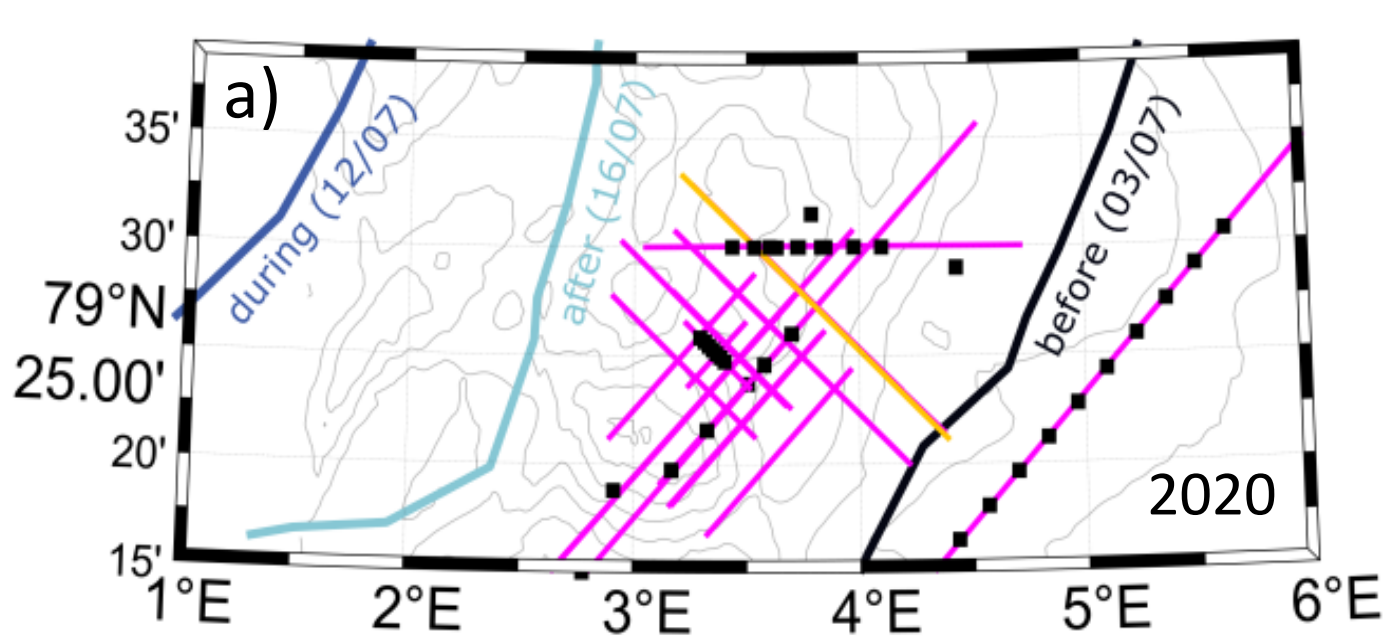 a)
35'
30'
79°N
25.00'
20'
15'
during (12/07)
after (16/07)
before (03/07)
2020
1°E
2°E
3°E
4°E
5°E
6°E